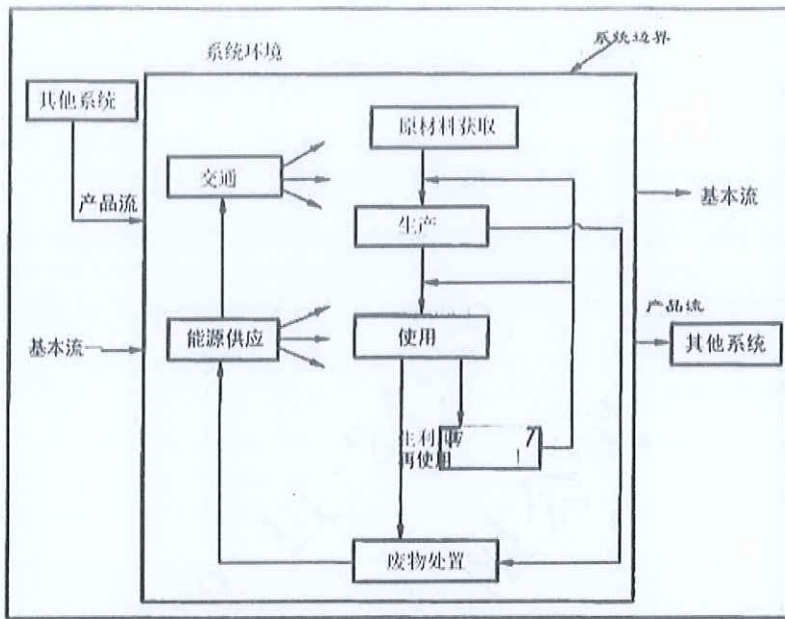 系统环境
系统边界
其他系统
原材料获取
交通
产品流
基本流
生产
产品流
基本流
能源供应
使用
其他系统
生利
再使用
废物处置